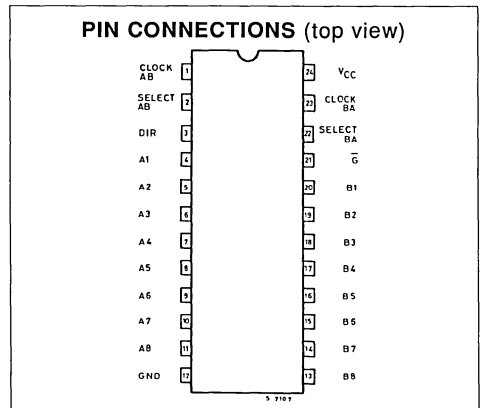 PIN CONNECTIONS (top view)
CLOCK AB 1
SELECT AB 2
DIR 3
A1 4
A2 5
A3 6
A4 7
A5 8
A6 9
A7 10
A8 11
GND 12
24 VCC
23 CLOCK BA
22 SELECT BA
21 G̅
20 B1
19 B2
18 B3
17 B4
16 B5
15 B6
14 B7
13 B8
S 7107